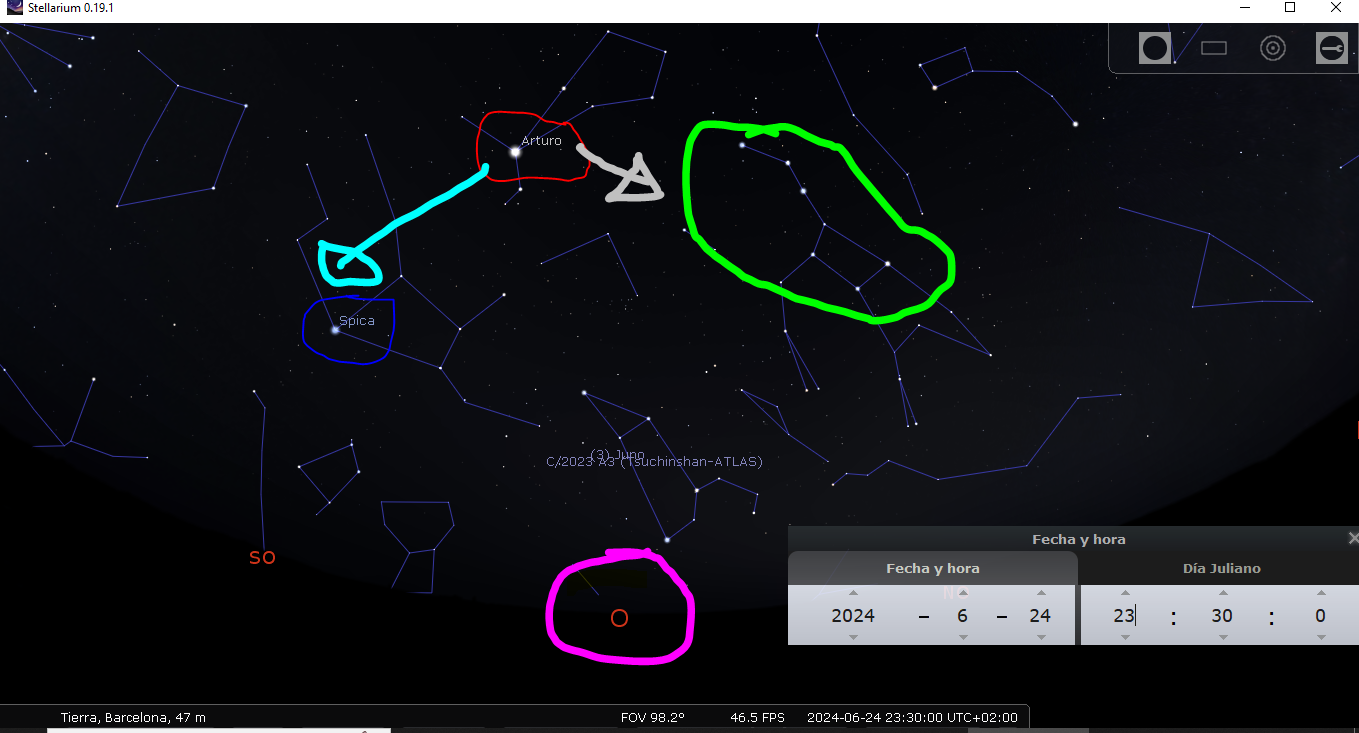 Stellarium 0.19.1
Arturo
Spica
(3) Juno
C/2023 A3 (Tsuchinshan-ATLAS)
SO
O
Fecha y hora
Fecha y hora
Día Juliano
2024 - 6 - 24
23 : 30 : 0
Tierra, Barcelona, 47 m
FOV 98.2°
46.5 FPS
2024-06-24 23:30:00 UTC+02:00